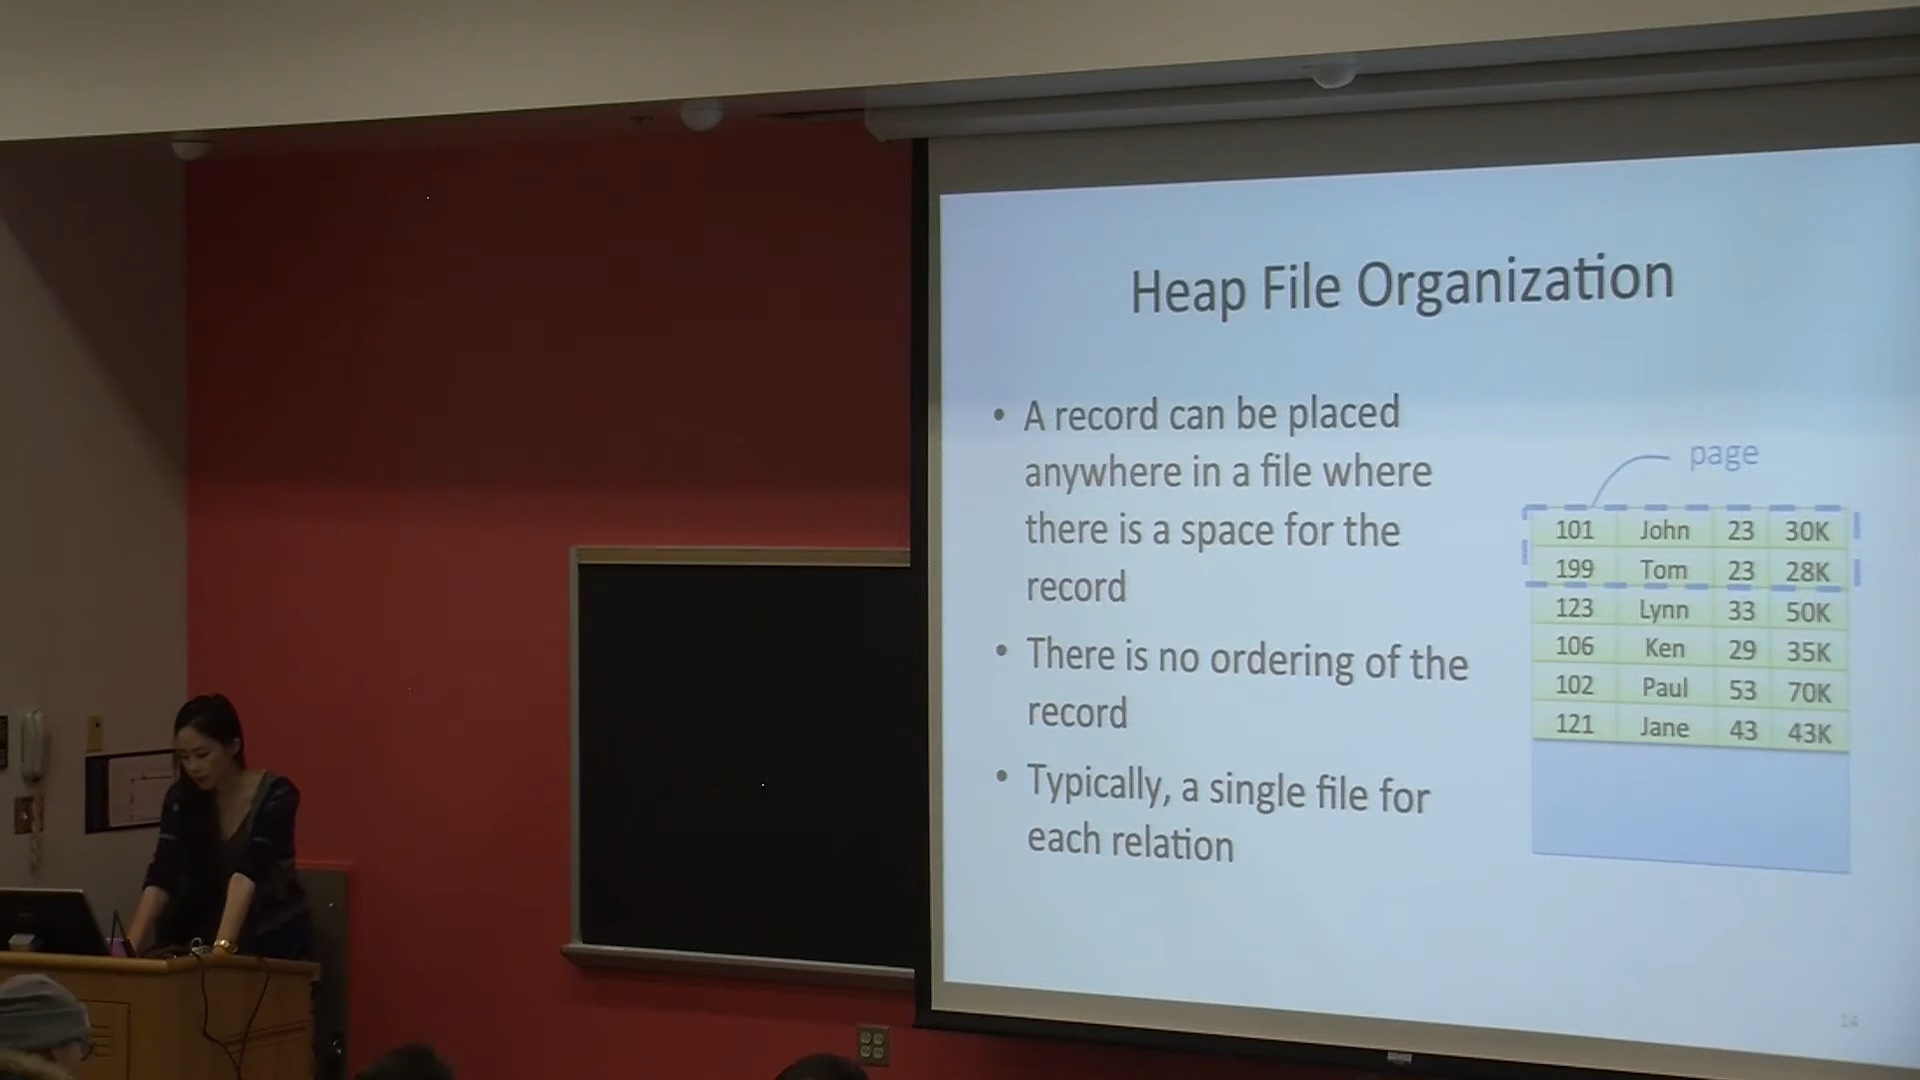 Heap File Organization
• A record can be placed
anywhere in a file where
there is a space for the
record
• There is no ordering of the
record
• Typically, a single file for
each relation
page
101 John 23 30K
199 Tom 23 28K
123 Lynn 33 50K
106 Ken 29 35K
102 Paul 53 70K
121 Jane 43 43K
14